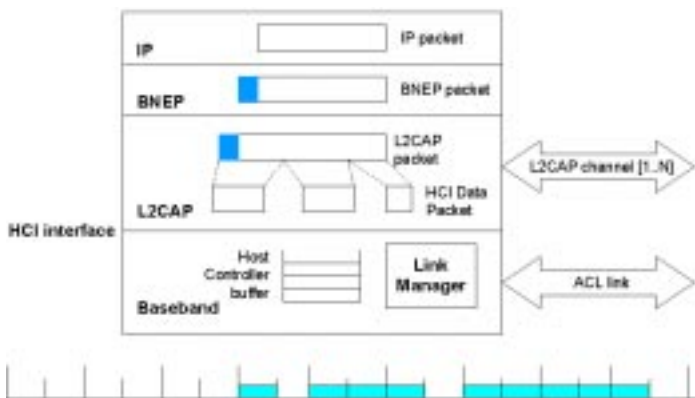 IP packet
IP
BNEP packet
BNEP
L2CAP
packet
L2CAP channel [1..N]
HCI Data
Packet
L2CAP
HCI interface
Host
Controller
buffer
Link
Manager
ACL link
Baseband